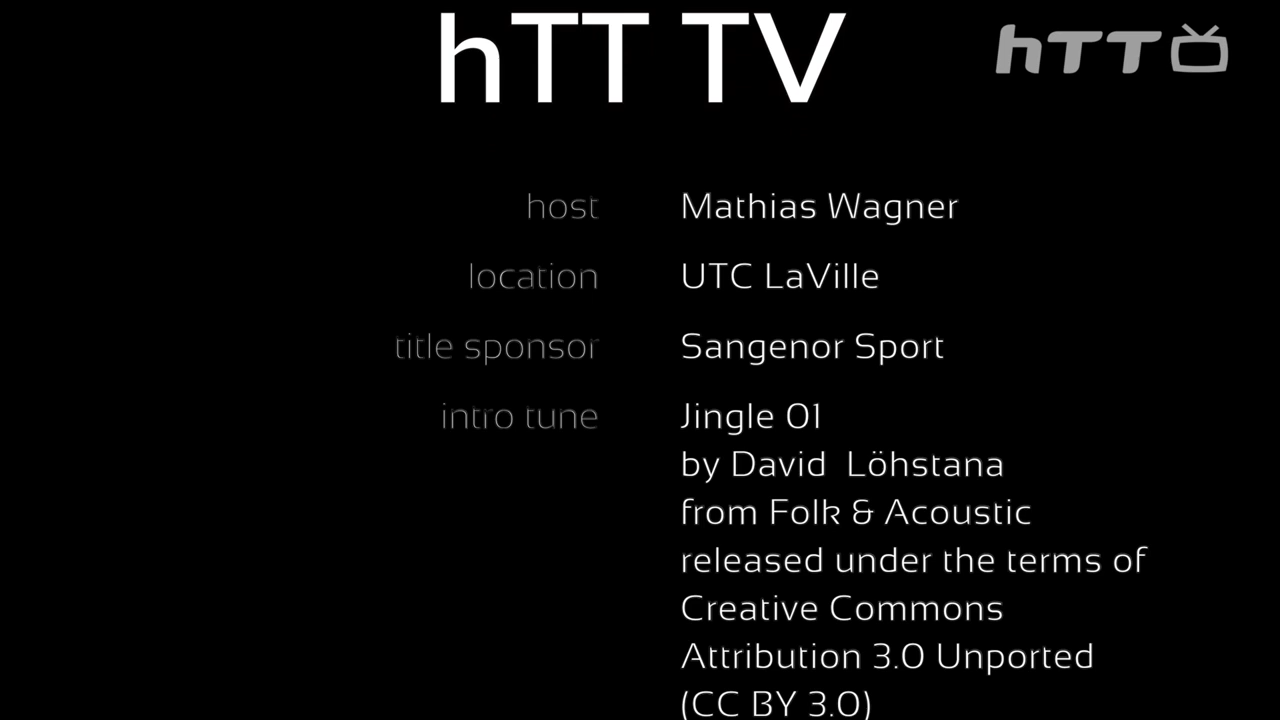 hTT TV
hTT
host Mathias Wagner
location UTC LaVille
title sponsor Sangenor Sport
intro tune Jingle 01
by David Löhstana
from Folk & Acoustic
released under the terms of
Creative Commons
Attribution 3.0 Unported
(CC BY 3.0)